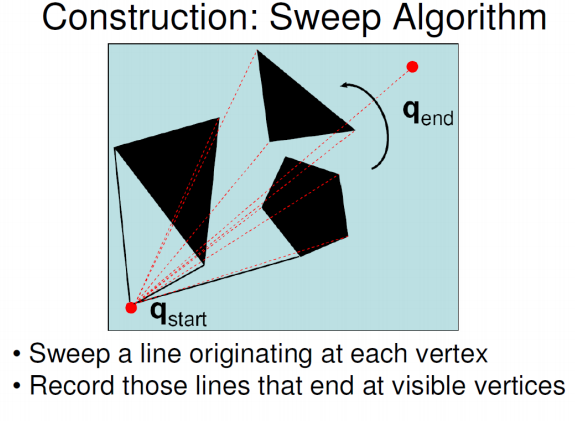 Construction: Sweep Algorithm
qend
qstart
• Sweep a line originating at each vertex
• Record those lines that end at visible vertices